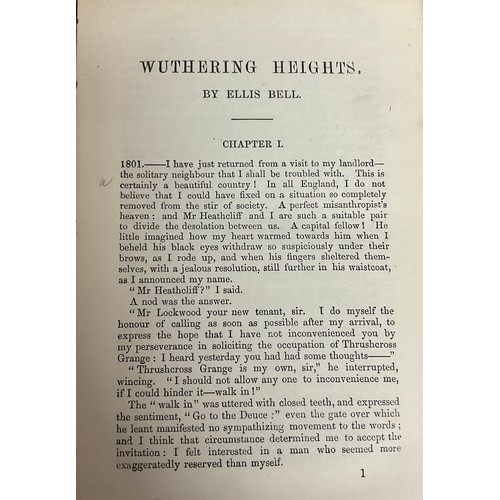 WUTHERING HEIGHTS.
BY ELLIS BELL.
CHAPTER I.
1801.——I have just returned from a visit to my landlord—
the solitary neighbour that I shall be troubled with. This is
certainly a beautiful country! In all England, I do not
believe that I could have fixed on a situation so completely
removed from the stir of society. A perfect misanthropist's
heaven: and Mr Heathcliff and I are such a suitable pair
to divide the desolation between us. A capital fellow! He
little imagined how my heart warmed towards him when I
beheld his black eyes withdraw so suspiciously under their
brows, as I rode up, and when his fingers sheltered them-
selves, with a jealous resolution, still further in his waistcoat,
as I announced my name.
"Mr Heathcliff?" I said.
A nod was the answer.
"Mr Lockwood your new tenant, sir. I do myself the
honour of calling as soon as possible after my arrival, to
express the hope that I have not inconvenienced you by
my perseverance in soliciting the occupation of Thrushcross
Grange: I heard yesterday you had had some thoughts——"
"Thrushcross Grange is my own, sir," he interrupted,
wincing. "I should not allow any one to inconvenience me,
if I could hinder it—walk in!"
The "walk in" was uttered with closed teeth, and expressed
the sentiment, "Go to the Deuce;" even the gate over which
he leant manifested no sympathizing movement to the words;
and I think that circumstance determined me to accept the
invitation: I felt interested in a man who seemed more
exaggeratedly reserved than myself.
1